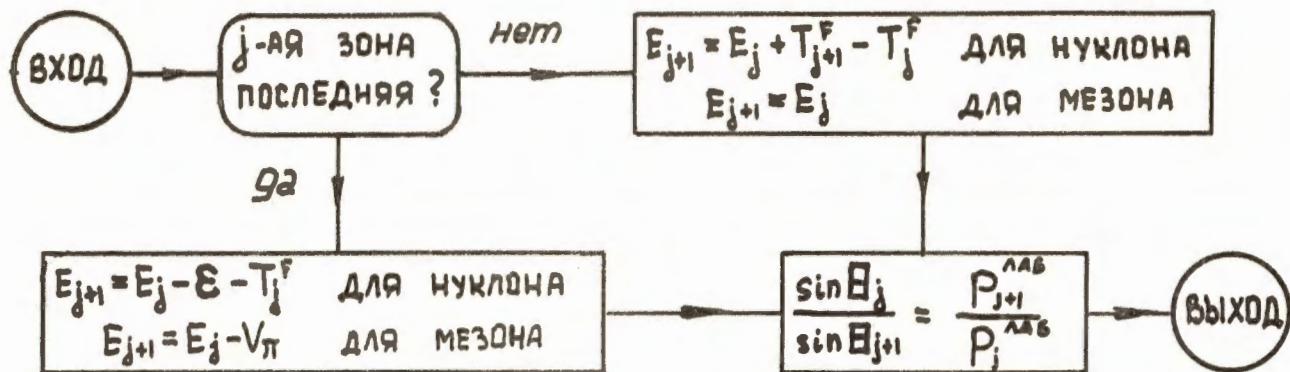 ВХОД
j-АЯ ЗОНА
ПОСЛЕДНЯЯ?
нет
E_{j+1} = E_j + T^F_{j+1} - T^F_j ДЛЯ НУКЛОНА
E_{j+1} = E_j ДЛЯ МЕЗОНА
да
E_{j+1} = E_j - ε - T^F_j ДЛЯ НУКЛОНА
E_{j+1} = E_j - V_π ДЛЯ МЕЗОНА
sin Θ_j / sin Θ_{j+1} = P^{ЛАБ}_{j+1} / P^{ЛАБ}_j
ВЫХОД